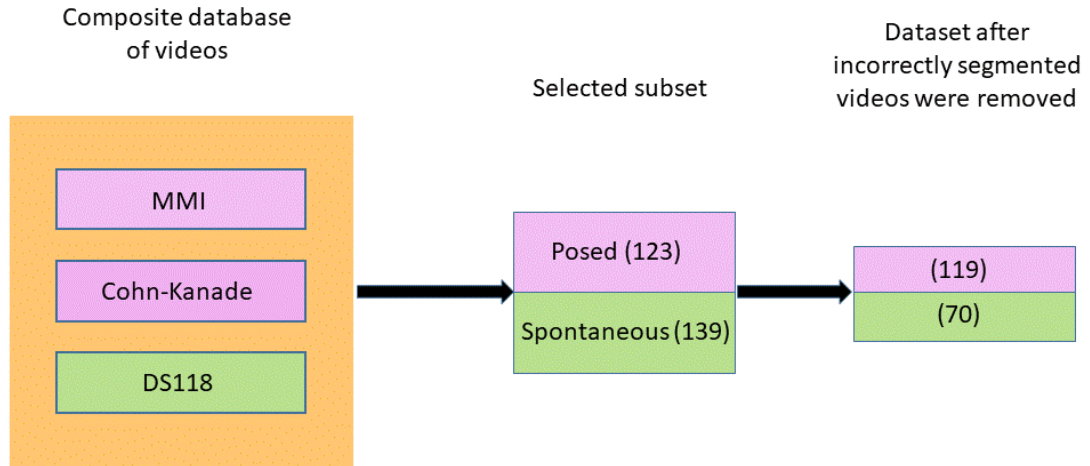 Composite database
of videos
MMI
Cohn-Kanade
DS118
Selected subset
Posed (123)
Spontaneous (139)
Dataset after
incorrectly segmented
videos were removed
(119)
(70)